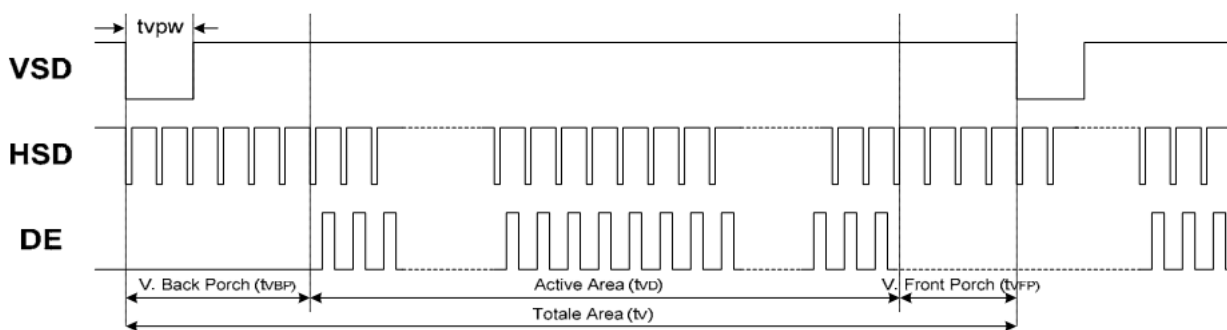 tvpw
VSD
HSD
DE
V. Back Porch (tVBP) Active Area (tVD) V. Front Porch (tVFP)
Totale Area (tV)